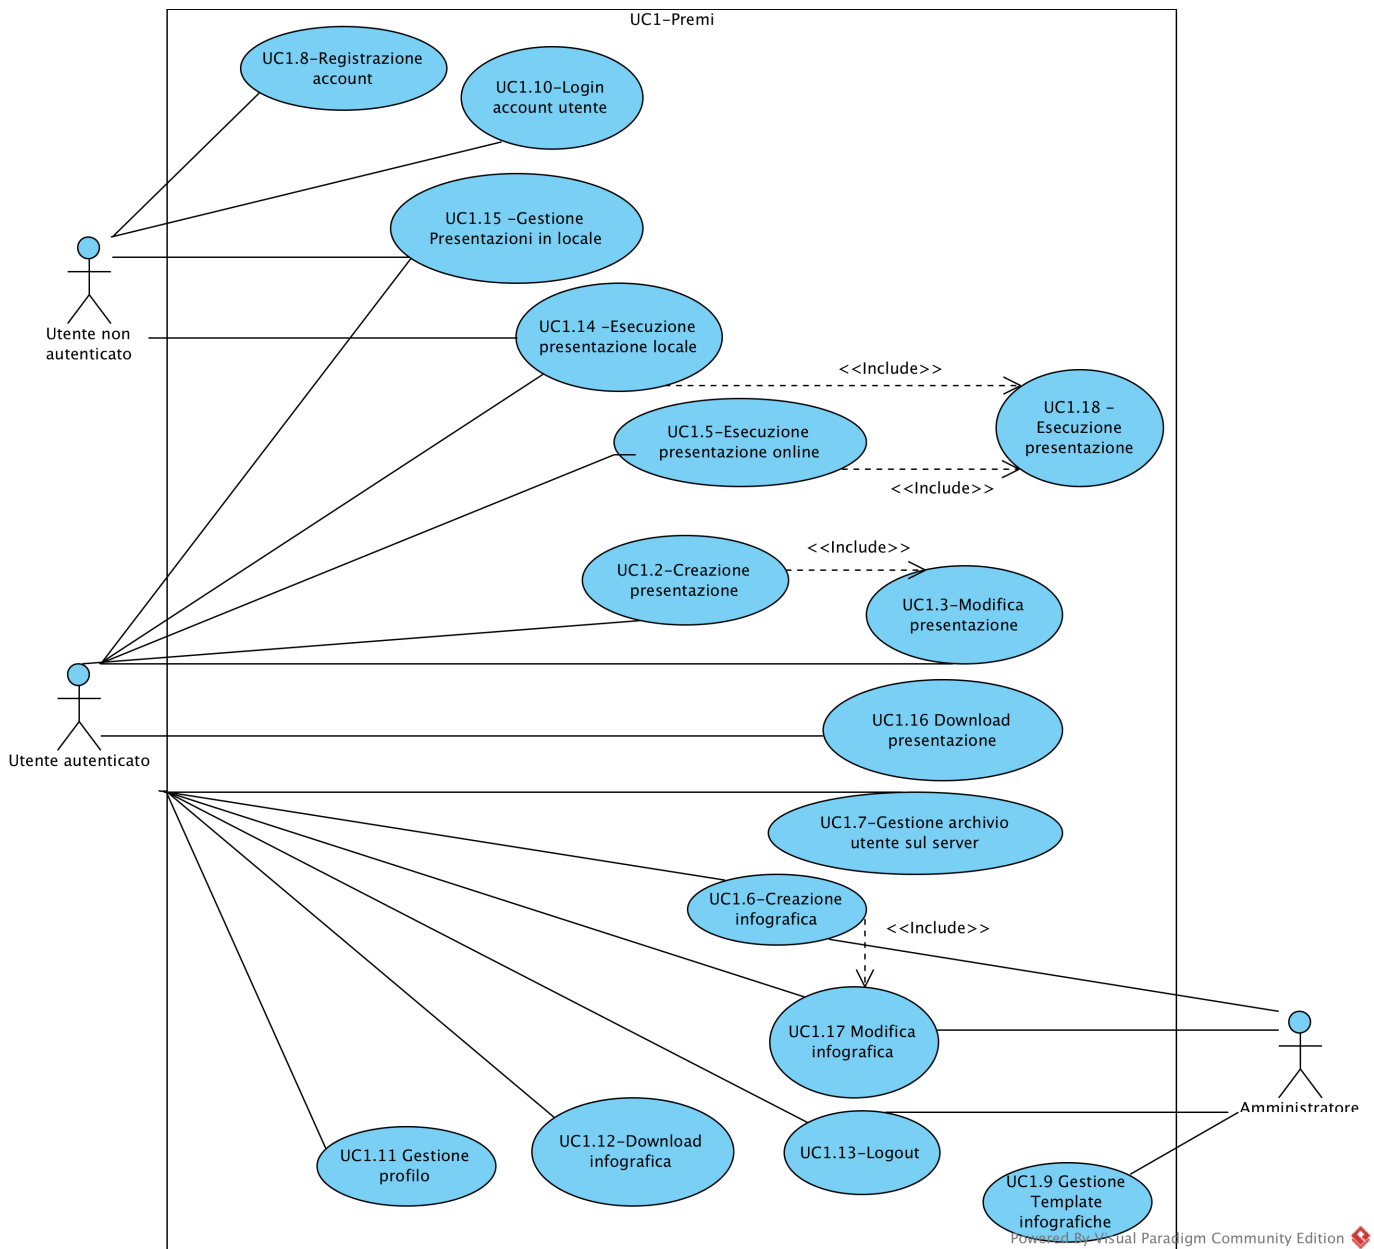 UC1-Premi
UC1.8-Registrazione
account
UC1.10-Login
account utente
UC1.15 -Gestione
Presentazioni in locale
Utente non
autenticato
UC1.14 -Esecuzione
presentazione locale
<<Include>>
UC1.18 -
Esecuzione
presentazione
UC1.5-Esecuzione
presentazione online
<<Include>>
UC1.2-Creazione
presentazione
<<Include>>
UC1.3-Modifica
presentazione
UC1.16 Download
presentazione
Utente autenticato
UC1.7-Gestione archivio
utente sul server
UC1.6-Creazione
infografica
<<Include>>
UC1.17 Modifica
infografica
Amministratore
UC1.11 Gestione
profilo
UC1.12-Download
infografica
UC1.13-Logout
UC1.9 Gestione
Template
infografiche
Powered By Visual Paradigm Community Edition